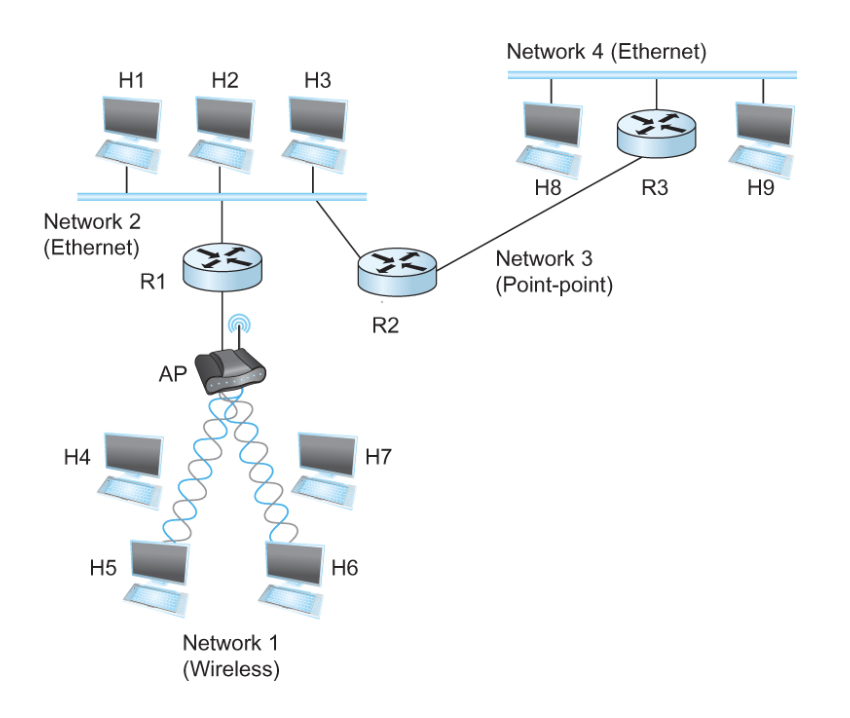 Network 4 (Ethernet)
H1
H2
H3
H8
R3
H9
Network 2
(Ethernet)
R1
Network 3
(Point-point)
R2
AP
H4
H7
H5
H6
Network 1
(Wireless)